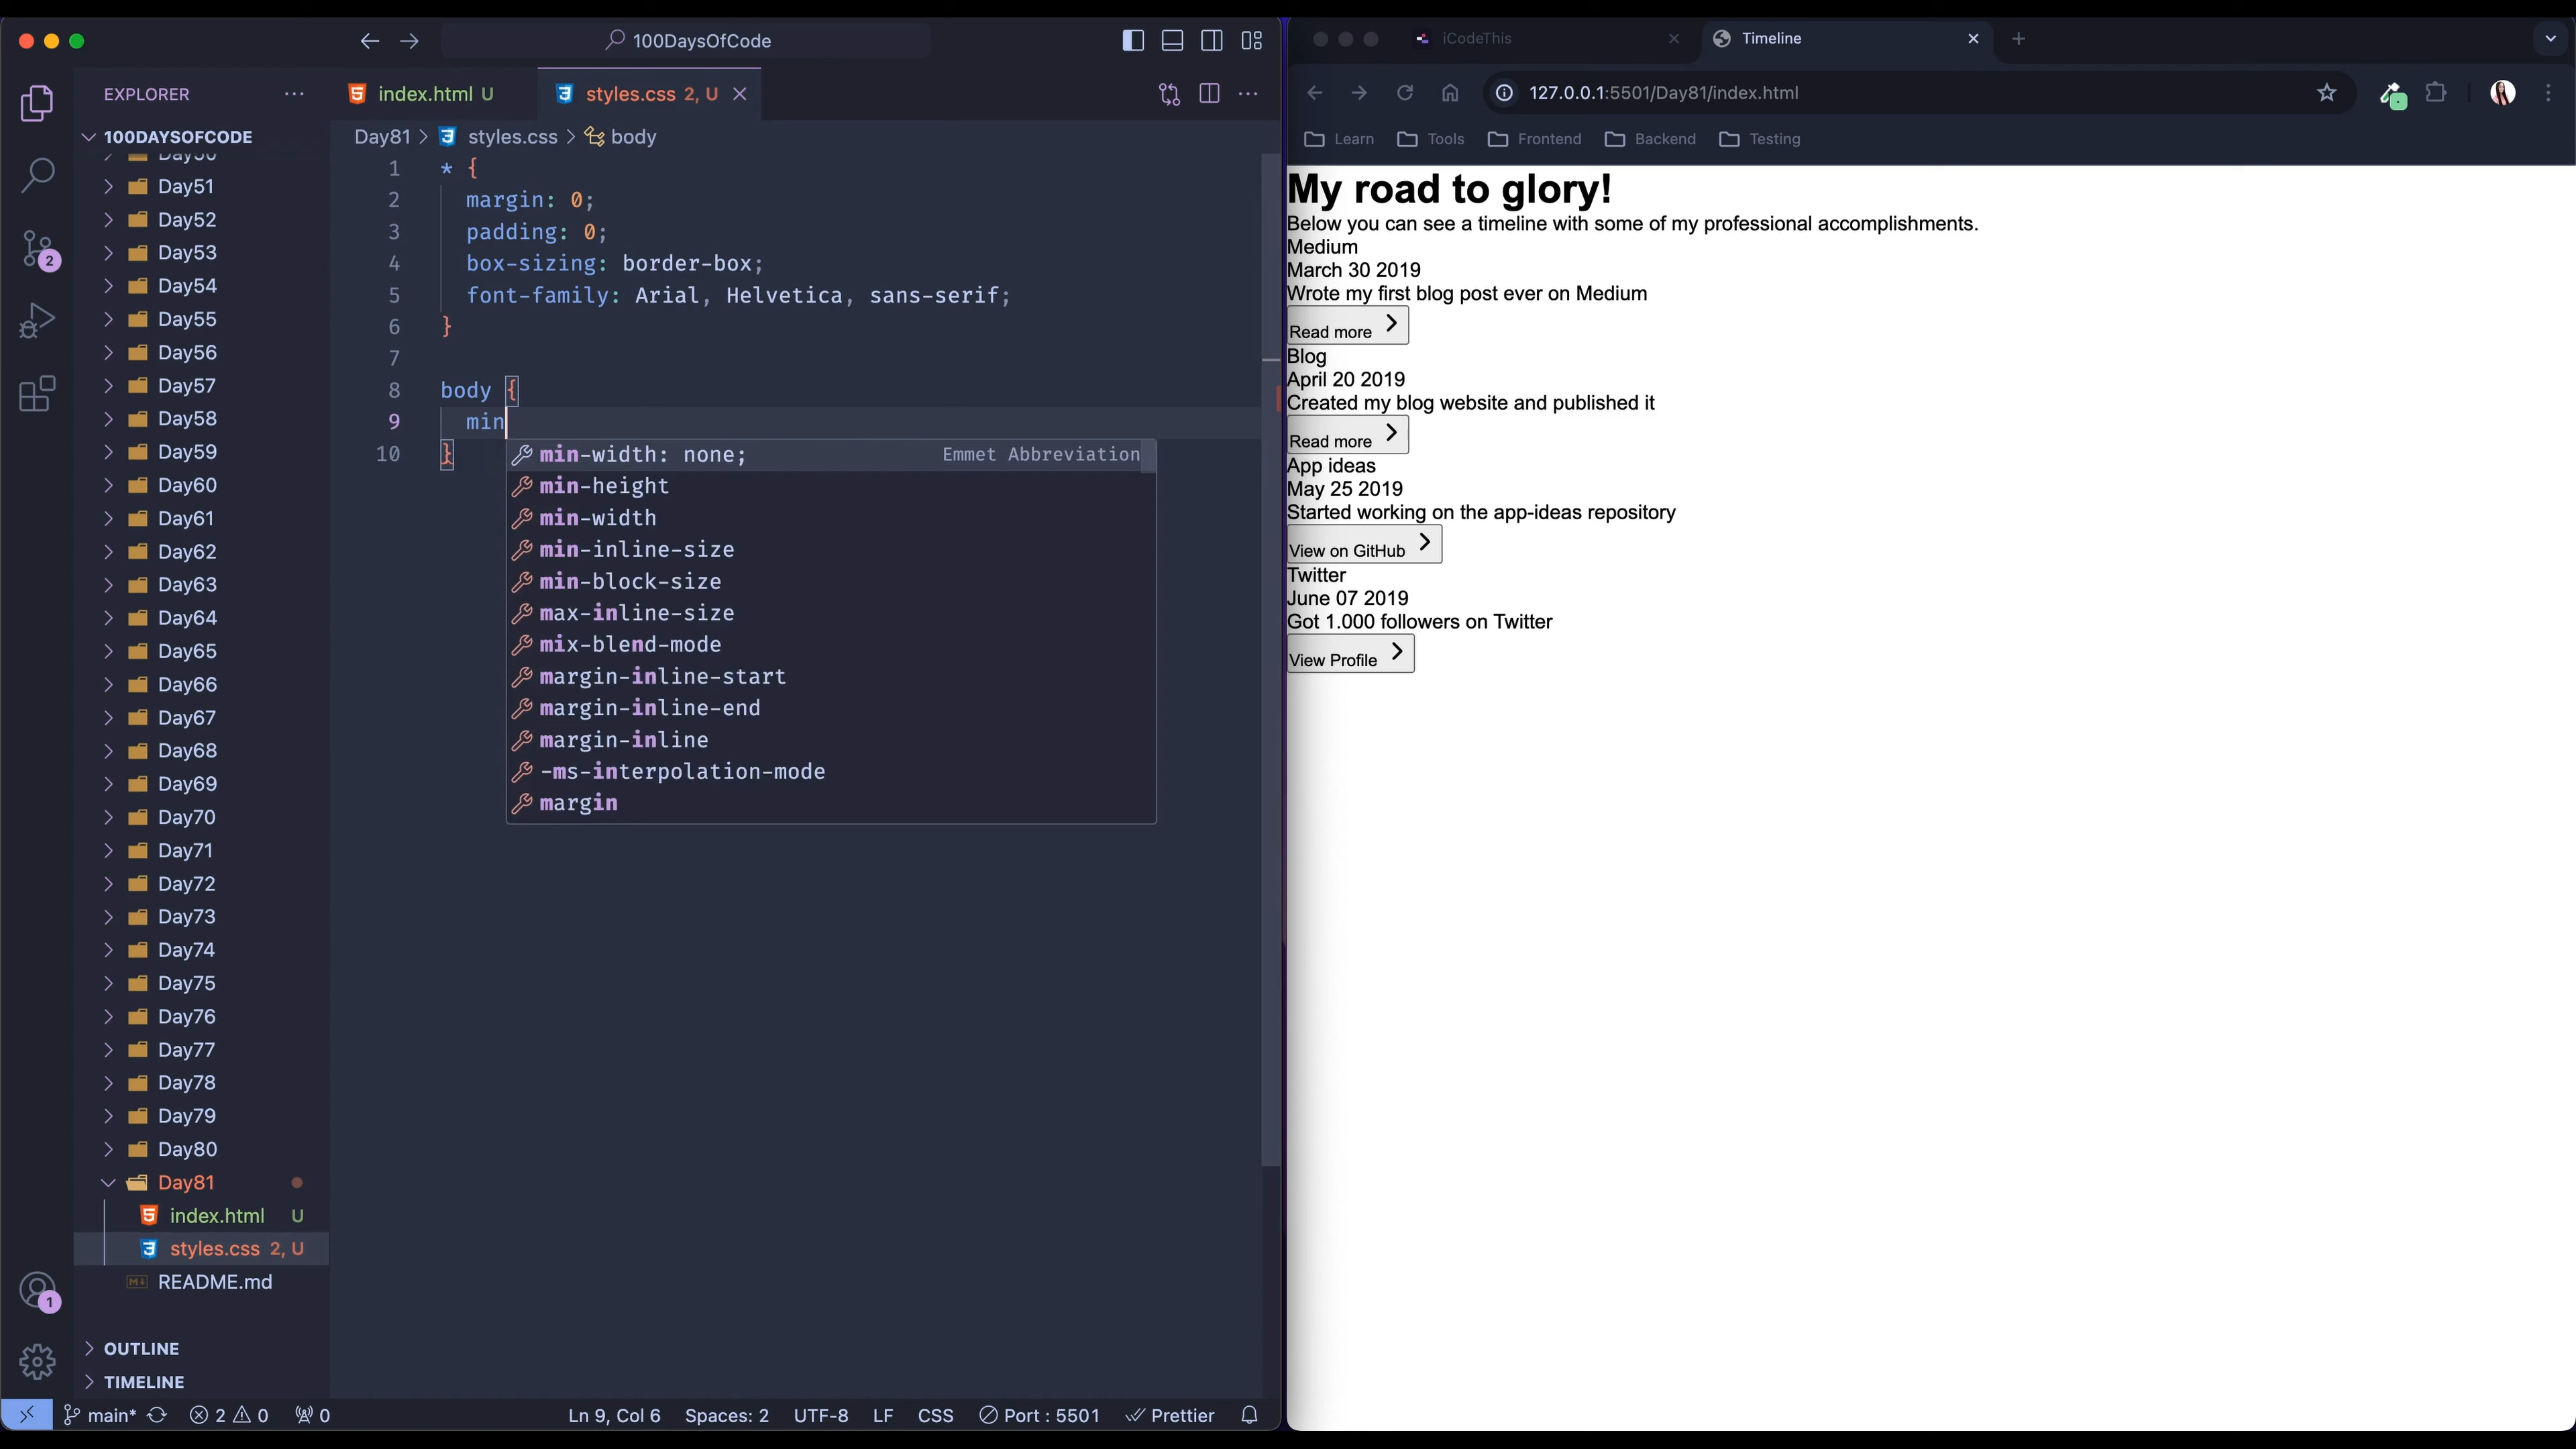 100DaysOfCode
EXPLORER
100DAYSOFCODE
Day50
Day51
Day52
Day53
Day54
Day55
Day56
Day57
Day58
Day59
Day60
Day61
Day62
Day63
Day64
Day65
Day66
Day67
Day68
Day69
Day70
Day71
Day72
Day73
Day74
Day75
Day76
Day77
Day78
Day79
Day80
Day81
index.html U
styles.css 2, U
README.md
OUTLINE
TIMELINE
2
1
index.html U
styles.css 2, U
Day81 > styles.css > body
1 * {
2 margin: 0;
3 padding: 0;
4 box-sizing: border-box;
5 font-family: Arial, Helvetica, sans-serif;
6 }
7
8 body {
9 min
10 }
min-width: none; Emmet Abbreviation
min-height
min-width
min-inline-size
min-block-size
max-inline-size
mix-blend-mode
margin-inline-start
margin-inline-end
margin-inline
-ms-interpolation-mode
margin
main* 2 0 0 Ln 9, Col 6 Spaces: 2 UTF-8 LF CSS Port : 5501 Prettier
iCodeThis
Timeline
127.0.0.1:5501/Day81/index.html
Learn Tools Frontend Backend Testing
My road to glory!
Below you can see a timeline with some of my professional accomplishments.
Medium
March 30 2019
Wrote my first blog post ever on Medium
Read more
Blog
April 20 2019
Created my blog website and published it
Read more
App ideas
May 25 2019
Started working on the app-ideas repository
View on GitHub
Twitter
June 07 2019
Got 1.000 followers on Twitter
View Profile